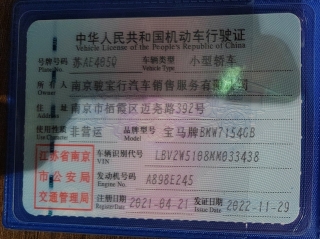 中华人民共和国机动车行驶证
Vehicle License of the People's Republic of China
号牌号码 苏AE465Q 车辆类型 小型轿车
Plate No. Vehicle Type
所有人 南京敏宝行汽车销售服务有限公司
Owner
住址 南京市栖霞区迈尧路392号
Address
使用性质 非营运 品牌型号 宝马牌BMW7154GB
Use Character Model
江苏省南京
市公安局
交通管理局
车辆识别代号
VIN
发动机号码 AB98E245
Engine No.
注册日期 2021-04-21 发证日期 2022-11-29
Register Date Issue Date